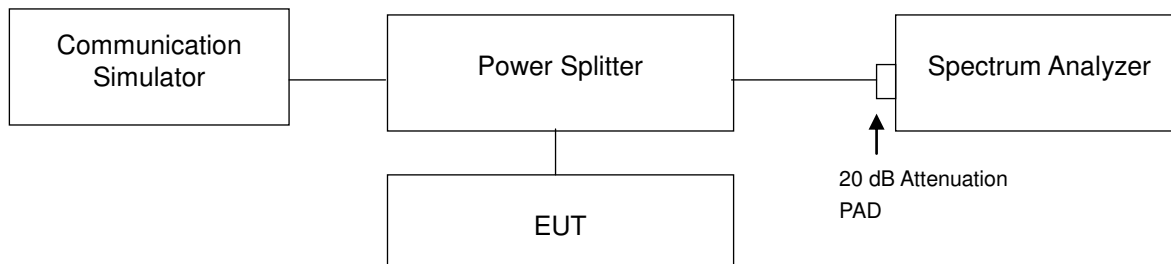 Communication
Simulator
Power Splitter
Spectrum Analyzer
20 dB Attenuation
PAD
EUT